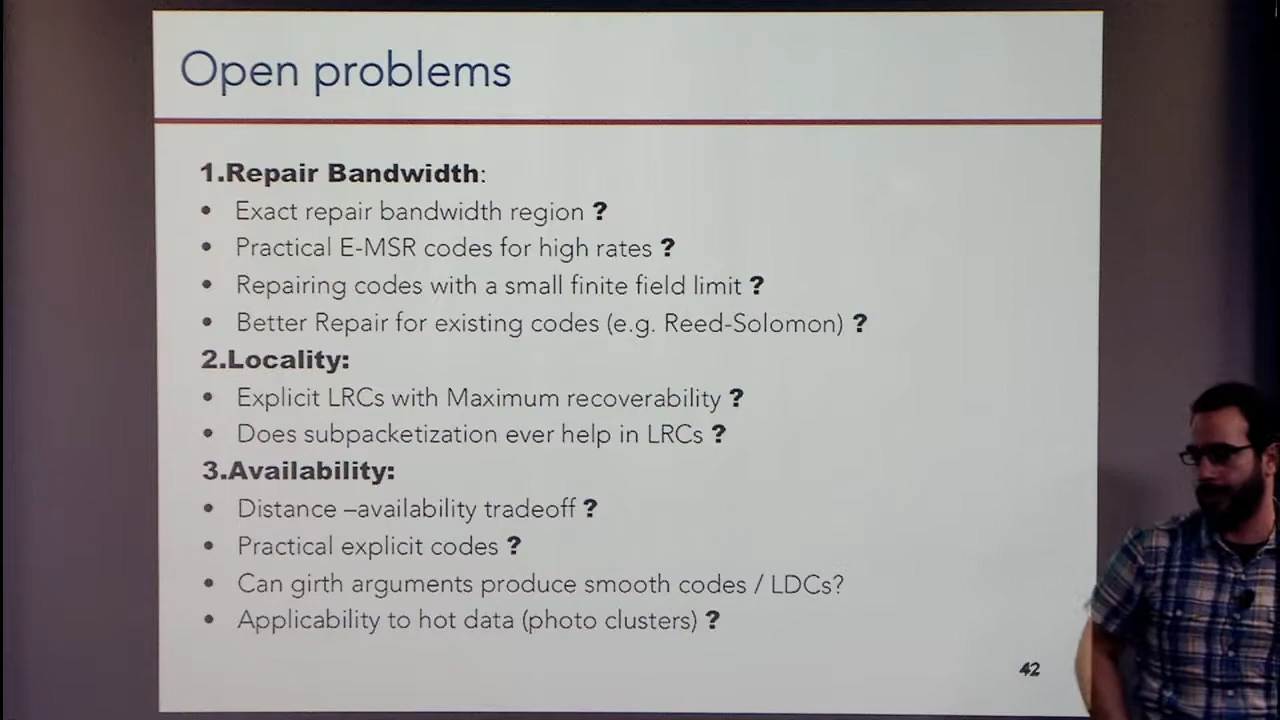 Open problems
1.Repair Bandwidth:
• Exact repair bandwidth region ?
• Practical E-MSR codes for high rates ?
• Repairing codes with a small finite field limit ?
• Better Repair for existing codes (e.g. Reed-Solomon) ?
2.Locality:
• Explicit LRCs with Maximum recoverability ?
• Does subpacketization ever help in LRCs ?
3.Availability:
• Distance –availability tradeoff ?
• Practical explicit codes ?
• Can girth arguments produce smooth codes / LDCs?
• Applicability to hot data (photo clusters) ?
42